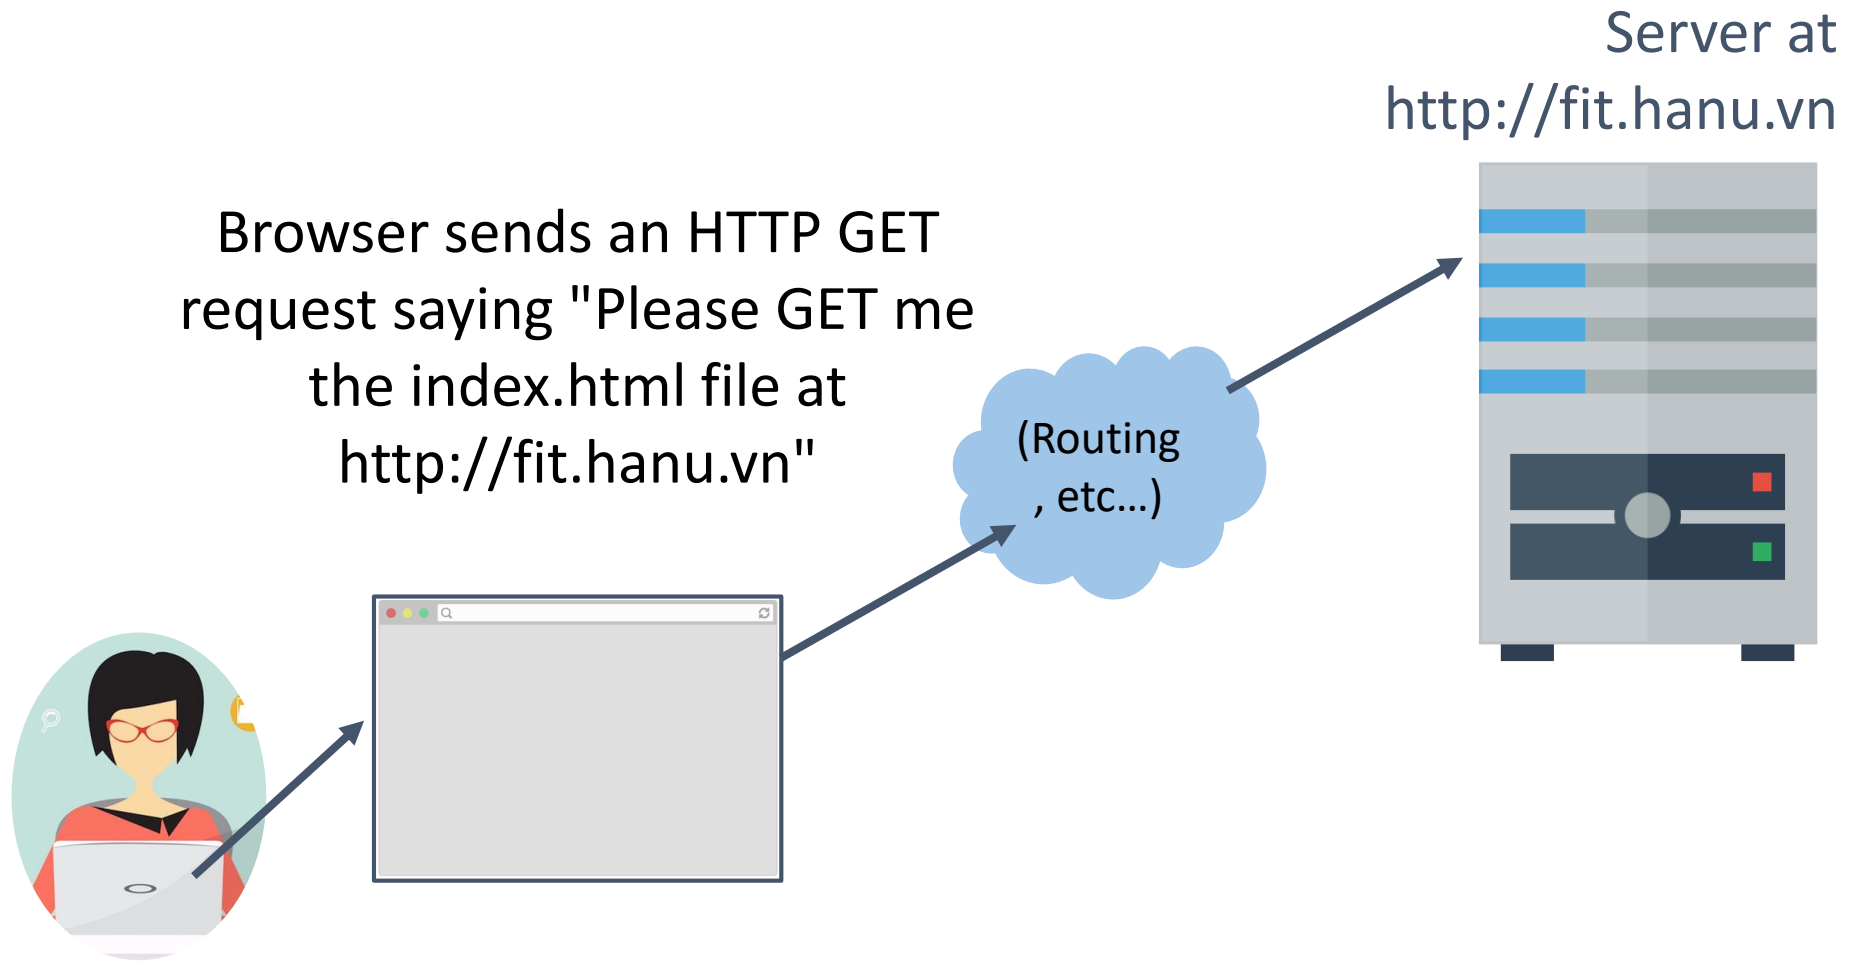 Server at
http://fit.hanu.vn
Browser sends an HTTP GET
request saying "Please GET me
the index.html file at
http://fit.hanu.vn"
(Routing
, etc...)